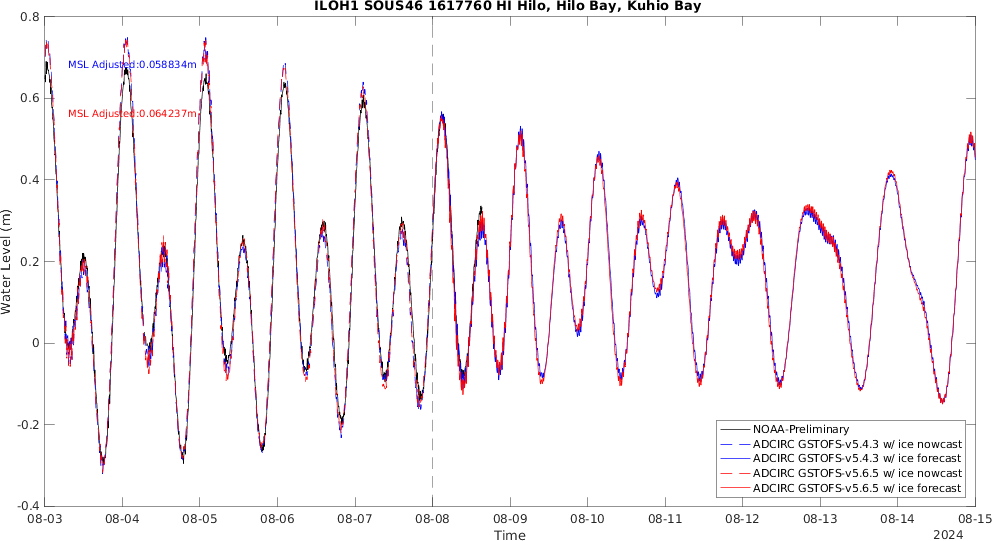 ILOH1 SOUS46 1617760 HI Hilo, Hilo Bay, Kuhio Bay
0.8
MSL Adjusted:0.058834m
0.6
MSL Adjusted:0.064237m
0.4
Water Level (m)
0.2
0
-0.2
NOAA-Preliminary
ADCIRC GSTOFS-v5.4.3 w/ ice nowcast
ADCIRC GSTOFS-v5.4.3 w/ ice forecast
ADCIRC GSTOFS-v5.6.5 w/ ice nowcast
ADCIRC GSTOFS-v5.6.5 w/ ice forecast
-0.4
08-03 08-04 08-05 08-06 08-07 08-08 08-09 08-10 08-11 08-12 08-13 08-14 08-15
Time
2024